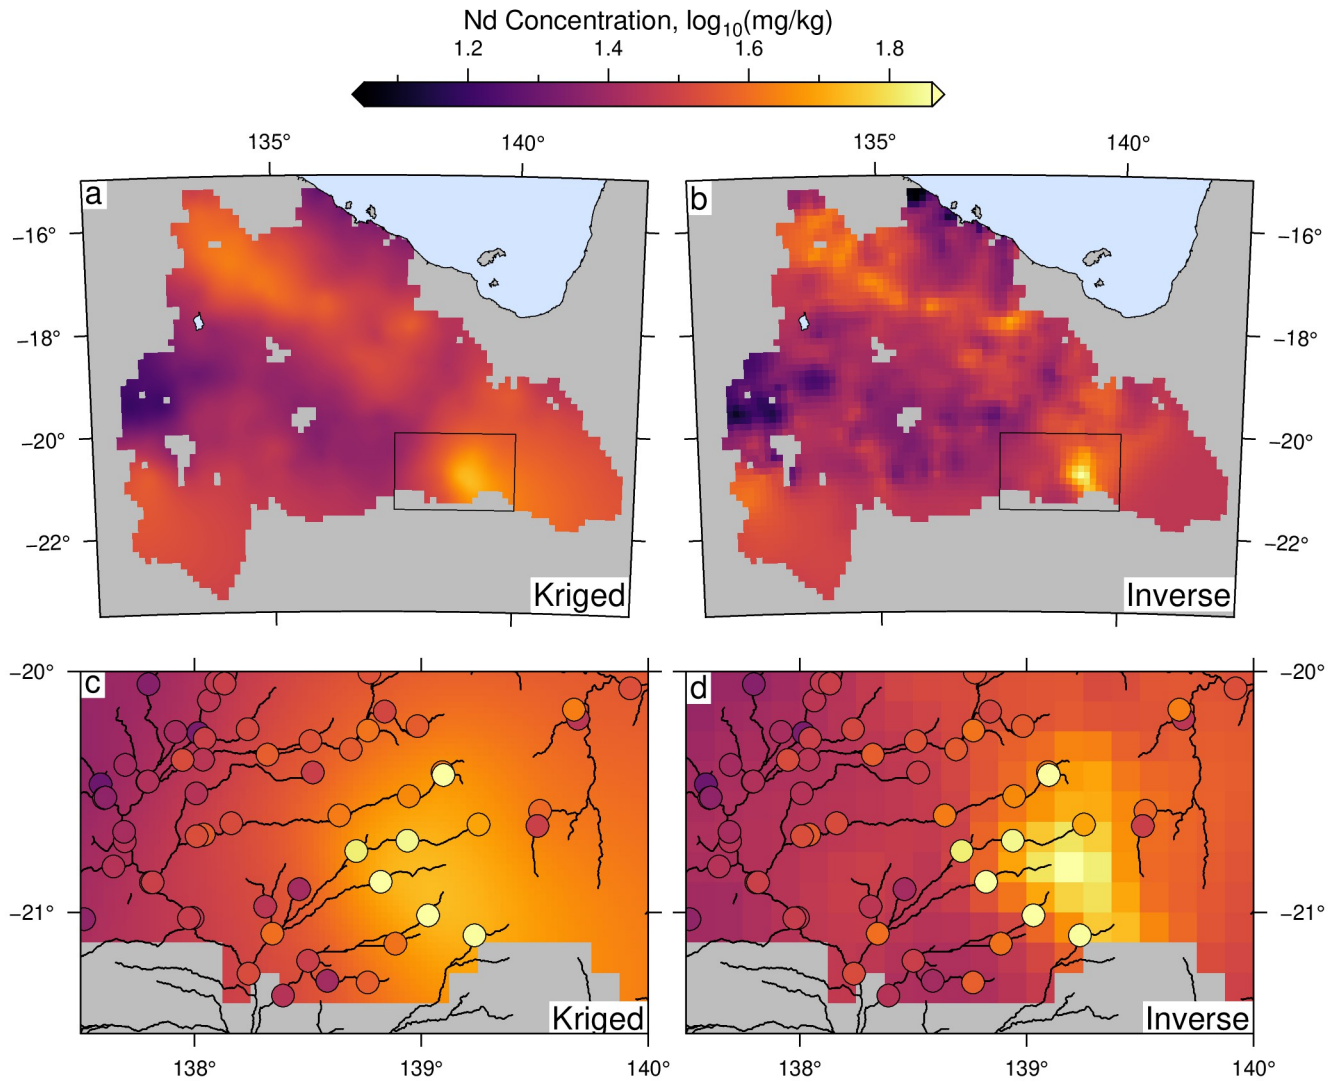 Nd Concentration, log10(mg/kg)
1.2 1.4 1.6 1.8
135° 140° 135° 140°
a b
−16° −16°
−18° −18°
−20° −20°
−22° −22°
Kriged Inverse
−20° −20°
c d
−21° −21°
Kriged Inverse
138° 139° 140° 138° 139° 140°